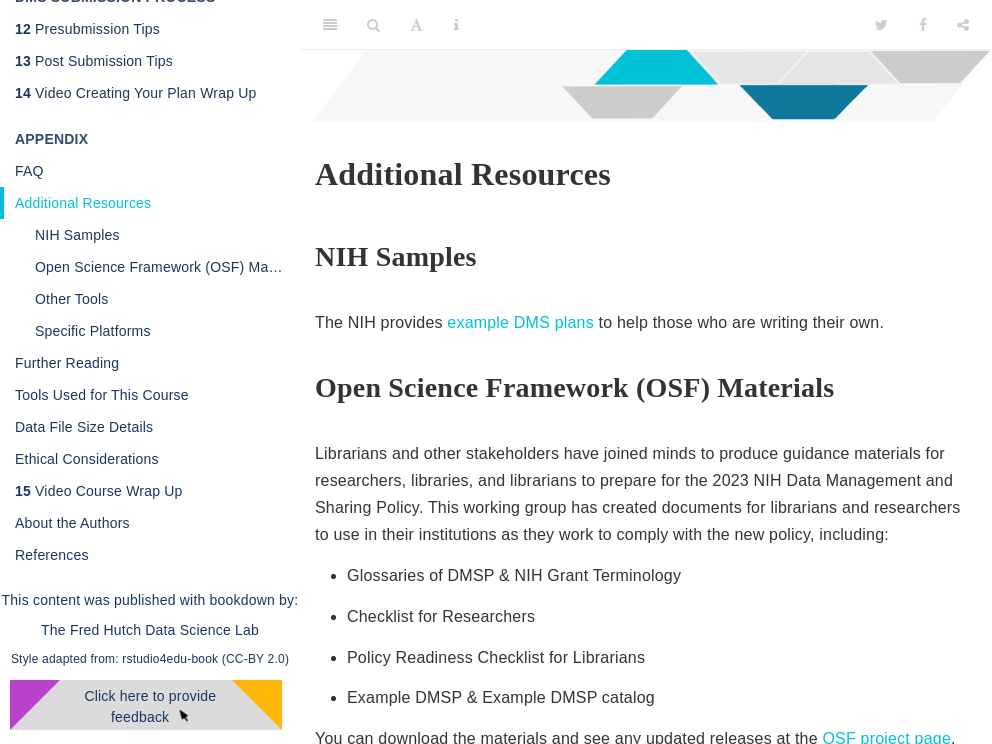 DMS SUBMISSION PROCESS
12 Presubmission Tips
13 Post Submission Tips
14 Video Creating Your Plan Wrap Up
APPENDIX
FAQ
Additional Resources
NIH Samples
Open Science Framework (OSF) Ma…
Other Tools
Specific Platforms
Further Reading
Tools Used for This Course
Data File Size Details
Ethical Considerations
15 Video Course Wrap Up
About the Authors
References
This content was published with bookdown by:
The Fred Hutch Data Science Lab
Style adapted from: rstudio4edu-book (CC-BY 2.0)
Click here to provide
feedback
Additional Resources
NIH Samples
The NIH provides example DMS plans to help those who are writing their own.
Open Science Framework (OSF) Materials
Librarians and other stakeholders have joined minds to produce guidance materials for
researchers, libraries, and librarians to prepare for the 2023 NIH Data Management and
Sharing Policy. This working group has created documents for librarians and researchers
to use in their institutions as they work to comply with the new policy, including:
• Glossaries of DMSP & NIH Grant Terminology
• Checklist for Researchers
• Policy Readiness Checklist for Librarians
• Example DMSP & Example DMSP catalog
You can download the materials and see any updated releases at the OSF project page.